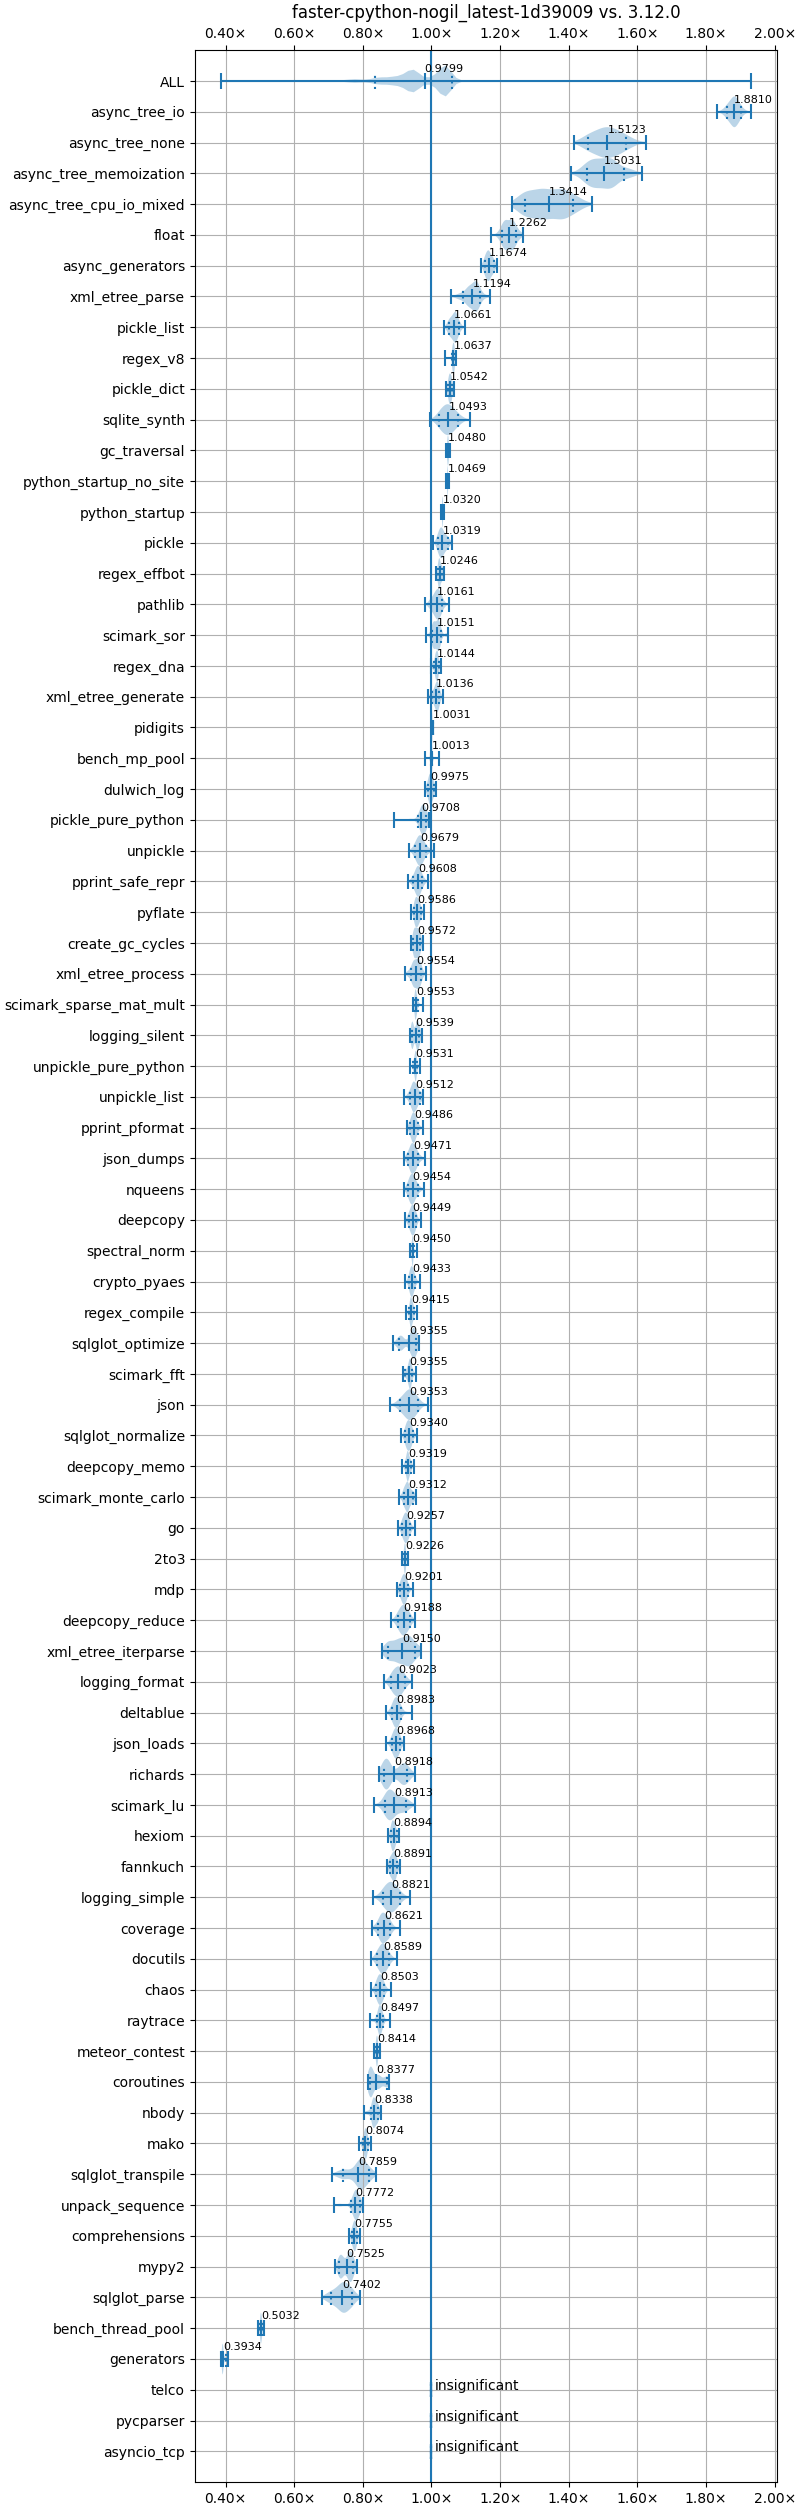 faster-cpython-nogil_latest-1d39009 vs. 3.12.0
0.40× 0.60× 0.80× 1.00× 1.20× 1.40× 1.60× 1.80× 2.00×
ALL 0.9799
async_tree_io 1.8810
async_tree_none 1.5123
async_tree_memoization 1.5031
async_tree_cpu_io_mixed 1.3414
float 1.2262
async_generators 1.1674
xml_etree_parse 1.1194
pickle_list 1.0661
regex_v8 1.0637
pickle_dict 1.0542
sqlite_synth 1.0493
gc_traversal 1.0480
python_startup_no_site 1.0469
python_startup 1.0320
pickle 1.0319
regex_effbot 1.0246
pathlib 1.0161
scimark_sor 1.0151
regex_dna 1.0144
xml_etree_generate 1.0136
pidigits 1.0031
bench_mp_pool 1.0013
dulwich_log 0.9975
pickle_pure_python 0.9708
unpickle 0.9679
pprint_safe_repr 0.9608
pyflate 0.9586
create_gc_cycles 0.9572
xml_etree_process 0.9554
scimark_sparse_mat_mult 0.9553
logging_silent 0.9539
unpickle_pure_python 0.9531
unpickle_list 0.9512
pprint_pformat 0.9486
json_dumps 0.9471
nqueens 0.9454
deepcopy 0.9449
spectral_norm 0.9450
crypto_pyaes 0.9433
regex_compile 0.9415
sqlglot_optimize 0.9355
scimark_fft 0.9355
json 0.9353
sqlglot_normalize 0.9340
deepcopy_memo 0.9319
scimark_monte_carlo 0.9312
go 0.9257
2to3 0.9226
mdp 0.9201
deepcopy_reduce 0.9188
xml_etree_iterparse 0.9150
logging_format 0.9023
deltablue 0.8983
json_loads 0.8968
richards 0.8918
scimark_lu 0.8913
hexiom 0.8894
fannkuch 0.8891
logging_simple 0.8821
coverage 0.8621
docutils 0.8589
chaos 0.8503
raytrace 0.8497
meteor_contest 0.8414
coroutines 0.8377
nbody 0.8338
mako 0.8074
sqlglot_transpile 0.7859
unpack_sequence 0.7772
comprehensions 0.7755
mypy2 0.7525
sqlglot_parse 0.7402
bench_thread_pool 0.5032
generators 0.3934
telco insignificant
pycparser insignificant
asyncio_tcp insignificant
0.40× 0.60× 0.80× 1.00× 1.20× 1.40× 1.60× 1.80× 2.00×